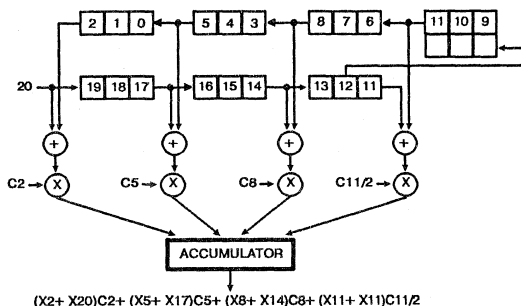 2 1 0 5 4 3 8 7 6 11 10 9
20 19 18 17 16 15 14 13 12 11
+ + + +
C2 X C5 X C8 X C11/2 X
ACCUMULATOR
(X2+ X20)C2+ (X5+ X17)C5+ (X8+ X14)C8+ (X11+ X11)C11/2